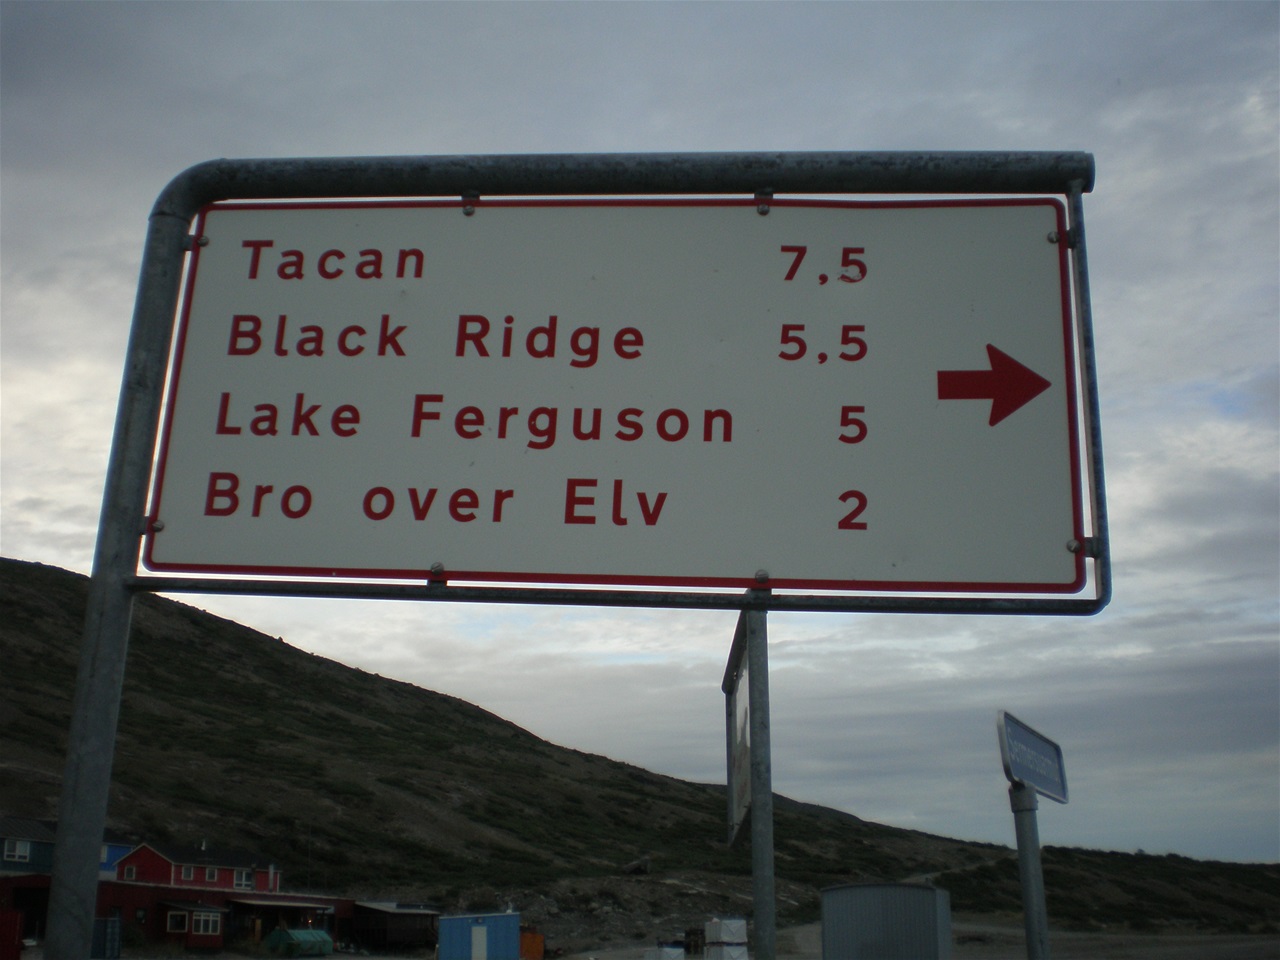 Tacan 7,5
Black Ridge 5,5
Lake Ferguson 5
Bro over Elv 2